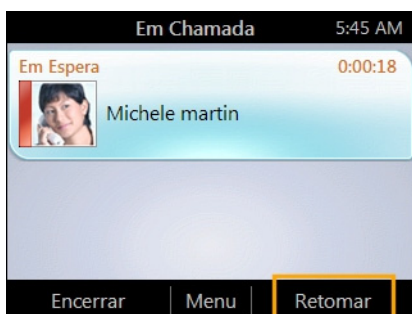 Em Chamada 5:45 AM
Em Espera 0:00:18
Michele martin
Encerrar Menu Retomar